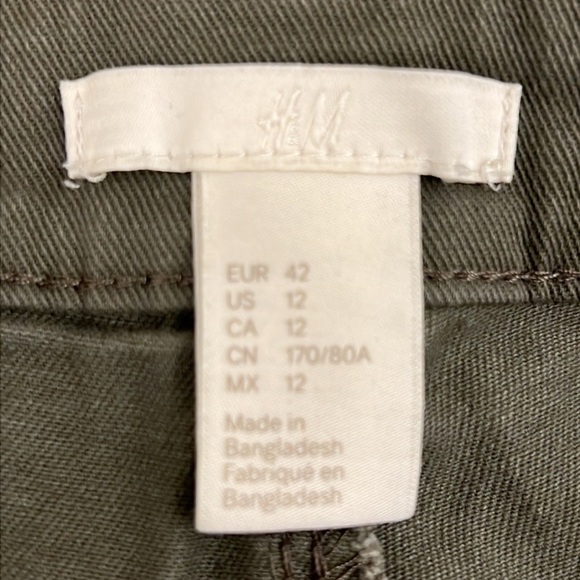 H&M
EUR 42
US 12
CA 12
CN 170/80A
MX 12
Made in
Bangladesh
Fabriqué en
Bangladesh